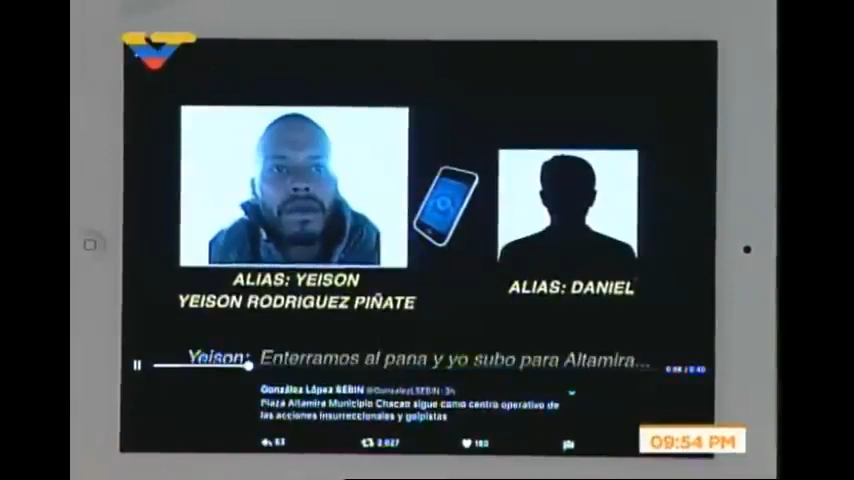 ALIAS: YEISON
YEISON RODRIGUEZ PIÑATE
ALIAS: DANIEL
Yeison: Enterramos al pana y yo subo para Altamira...
González López SEBIN @GonzalezLSEBIN · 3h
Plaza Altamira Municipio Chacao sigue como centro operativo de
las acciones insurreccionales y golpistas
63 2.027 193
09:54 PM